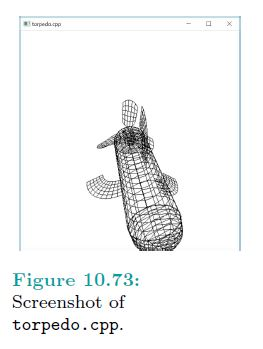 torpedo.cpp
Figure 10.73:
Screenshot of
torpedo.cpp.